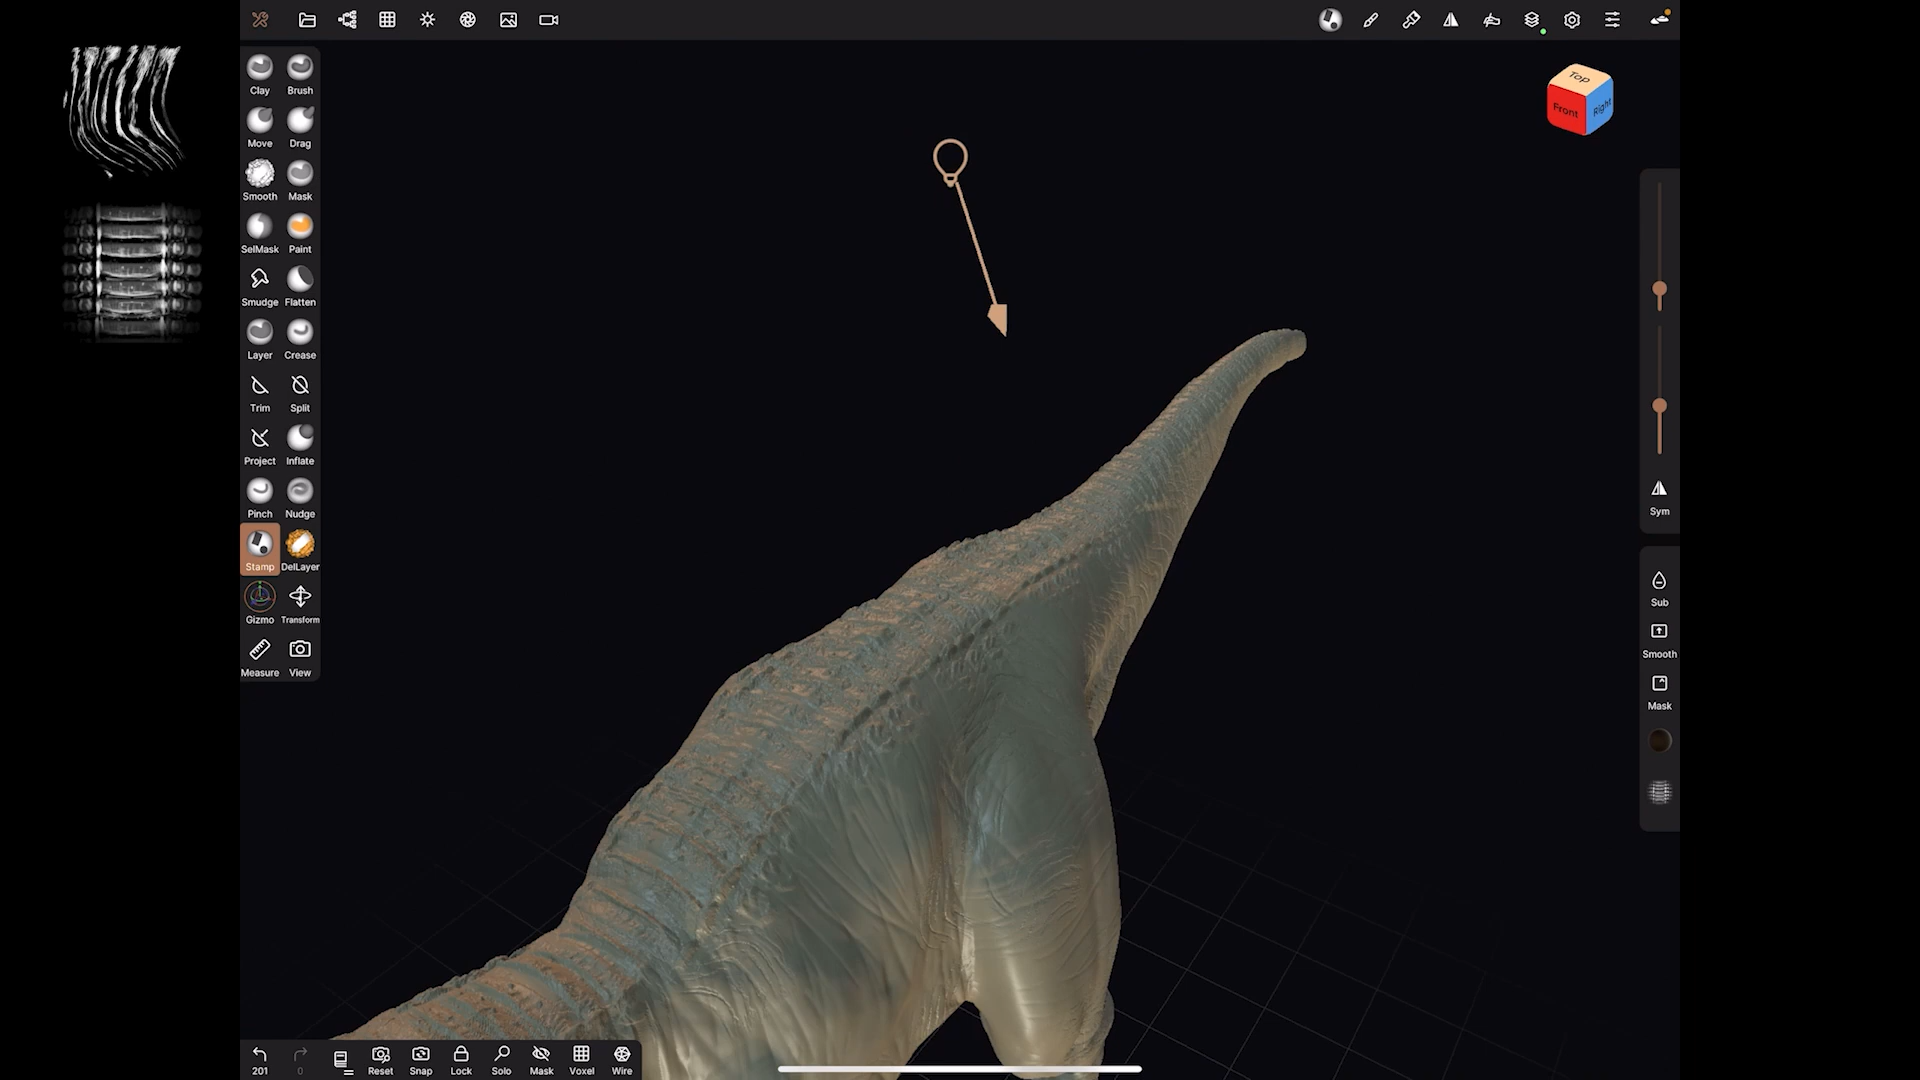 Top
Front
Right
Clay Brush
Move Drag
Smooth Mask
SelMask Paint
Smudge Flatten
Layer Crease
Trim Split
Project Inflate
Pinch Nudge
Stamp DelLayer
Gizmo Transform
Measure View
Sym
Sub
Smooth
Mask
201 0 Reset Snap Lock Solo Mask Voxel Wire